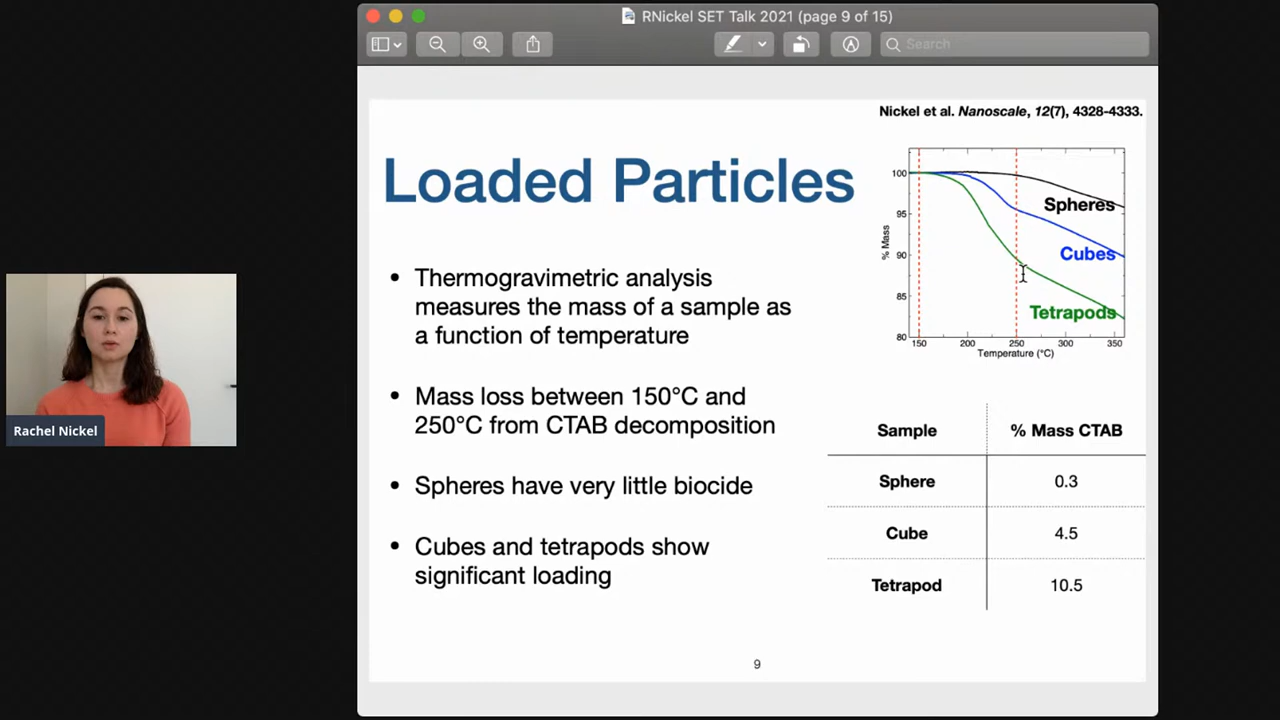 RNickel SET Talk 2021 (page 9 of 15)
Search
Nickel et al. Nanoscale, 12(7), 4328-4333.
Loaded Particles
• Thermogravimetric analysis
measures the mass of a sample as
a function of temperature
• Mass loss between 150°C and
250°C from CTAB decomposition
• Spheres have very little biocide
• Cubes and tetrapods show
significant loading
100
95
90
85
80
% Mass
Spheres
Cubes
Tetrapods
150 200 250 300 350
Temperature (°C)
Sample % Mass CTAB
Sphere 0.3
Cube 4.5
Tetrapod 10.5
9
Rachel Nickel